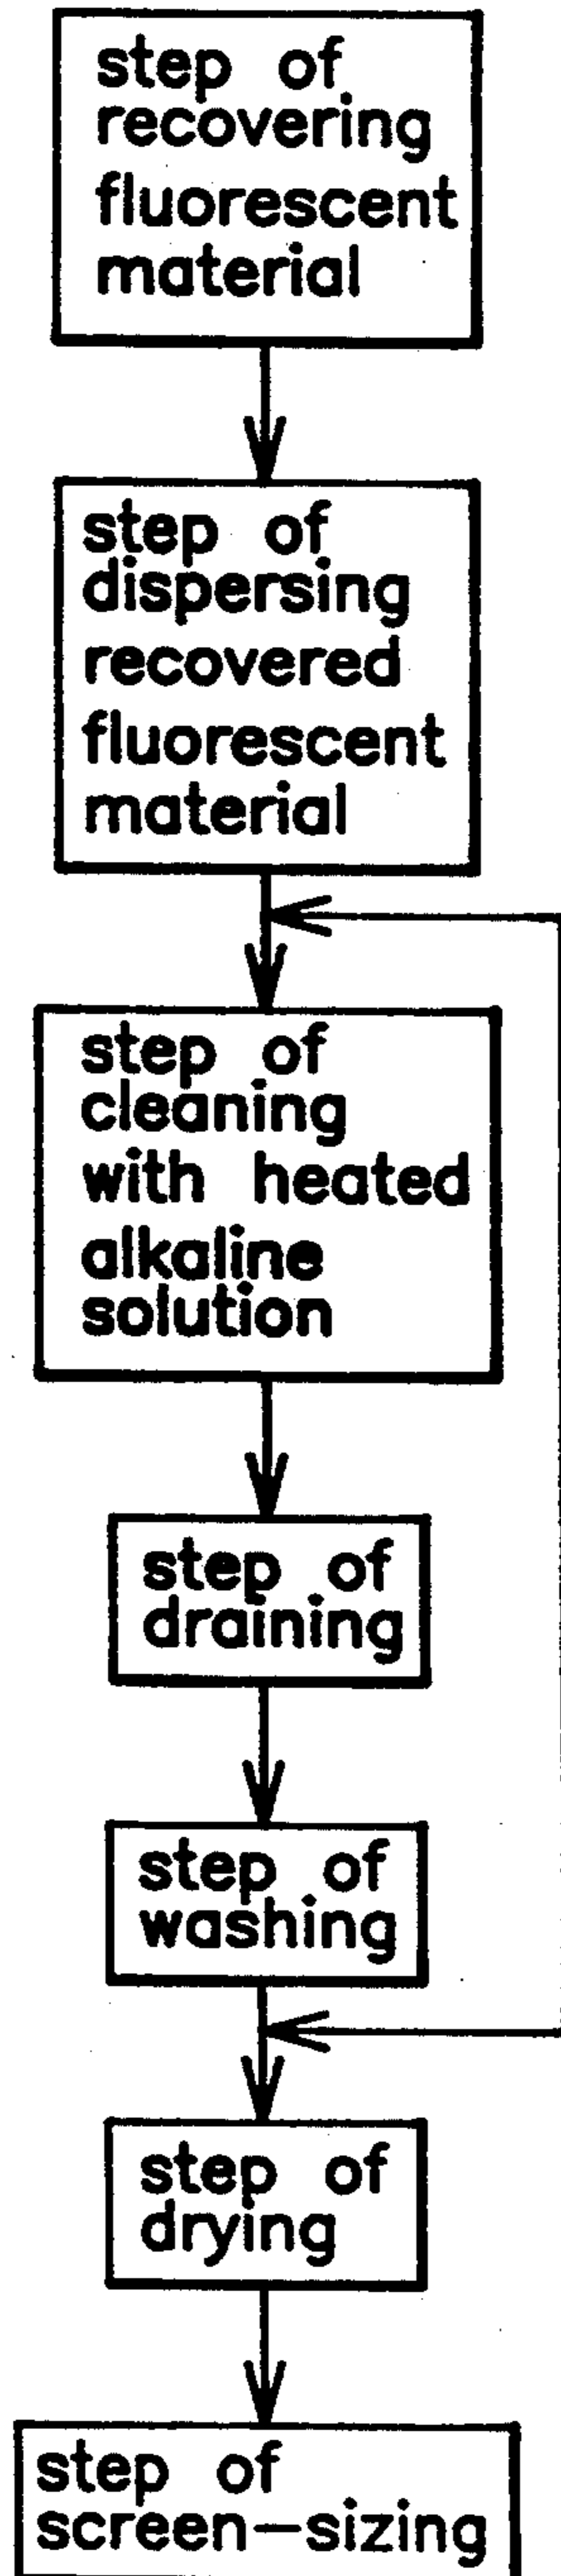 step of
recovering
fluorescent
material
step of
dispersing
recovered
fluorescent
material
step of
cleaning
with heated
alkaline
solution
step of
draining
step of
washing
step of
drying
step of
screen-sizing